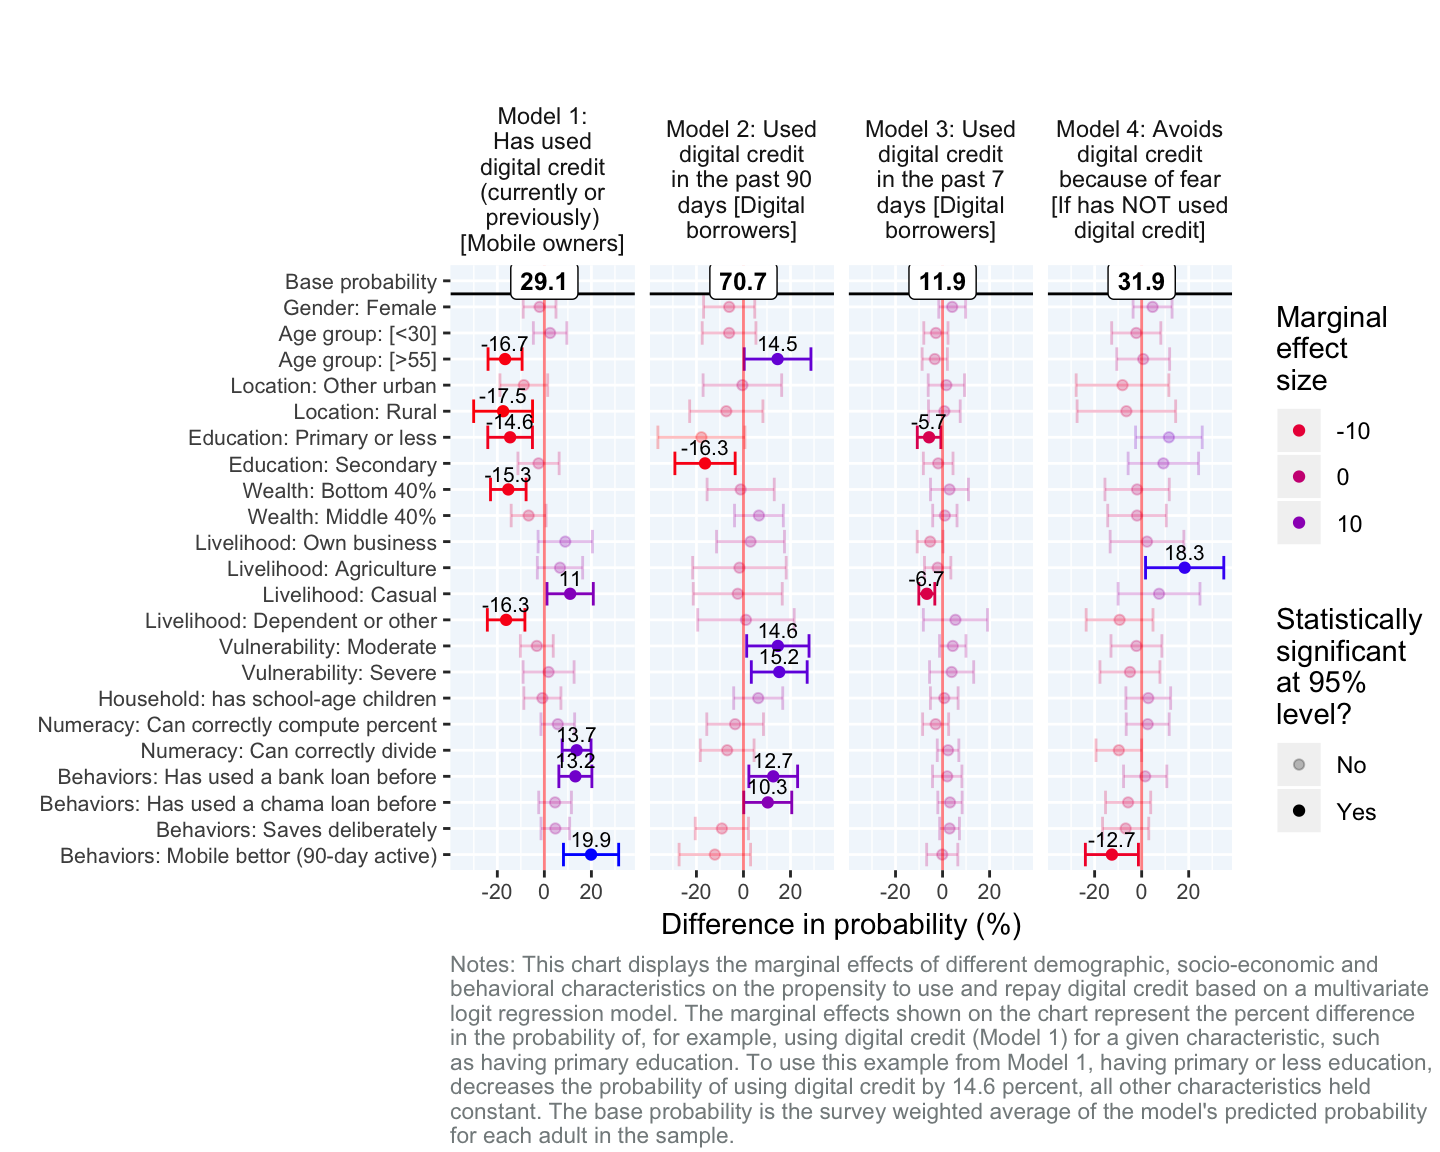 Model 1:
Has used
digital credit
(currently or
previously)
[Mobile owners]
Model 2: Used
digital credit
in the past 90
days [Digital
borrowers]
Model 3: Used
digital credit
in the past 7
days [Digital
borrowers]
Model 4: Avoids
digital credit
because of fear
[If has NOT used
digital credit]
Base probability 29.1 70.7 11.9 31.9
Gender: Female
Age group: [<30]
Age group: [>55] -16.7 14.5
Location: Other urban
Location: Rural -17.5
Education: Primary or less -14.6 -5.7
Education: Secondary -16.3
Wealth: Bottom 40% -15.3
Wealth: Middle 40%
Livelihood: Own business
Livelihood: Agriculture 18.3
Livelihood: Casual 11 -6.7
Livelihood: Dependent or other -16.3
Vulnerability: Moderate 14.6
Vulnerability: Severe 15.2
Household: has school-age children
Numeracy: Can correctly compute percent
Numeracy: Can correctly divide 13.7
Behaviors: Has used a bank loan before 13.2 12.7
Behaviors: Has used a chama loan before 10.3
Behaviors: Saves deliberately
Behaviors: Mobile bettor (90-day active) 19.9 -12.7
-20 0 20 -20 0 20 -20 0 20 -20 0 20
Difference in probability (%)
Marginal
effect
size
-10
0
10
Statistically
significant
at 95%
level?
No
Yes
Notes: This chart displays the marginal effects of different demographic, socio-economic and
behavioral characteristics on the propensity to use and repay digital credit based on a multivariate
logit regression model. The marginal effects shown on the chart represent the percent difference
in the probability of, for example, using digital credit (Model 1) for a given characteristic, such
as having primary education. To use this example from Model 1, having primary or less education,
decreases the probability of using digital credit by 14.6 percent, all other characteristics held
constant. The base probability is the survey weighted average of the model's predicted probability
for each adult in the sample.